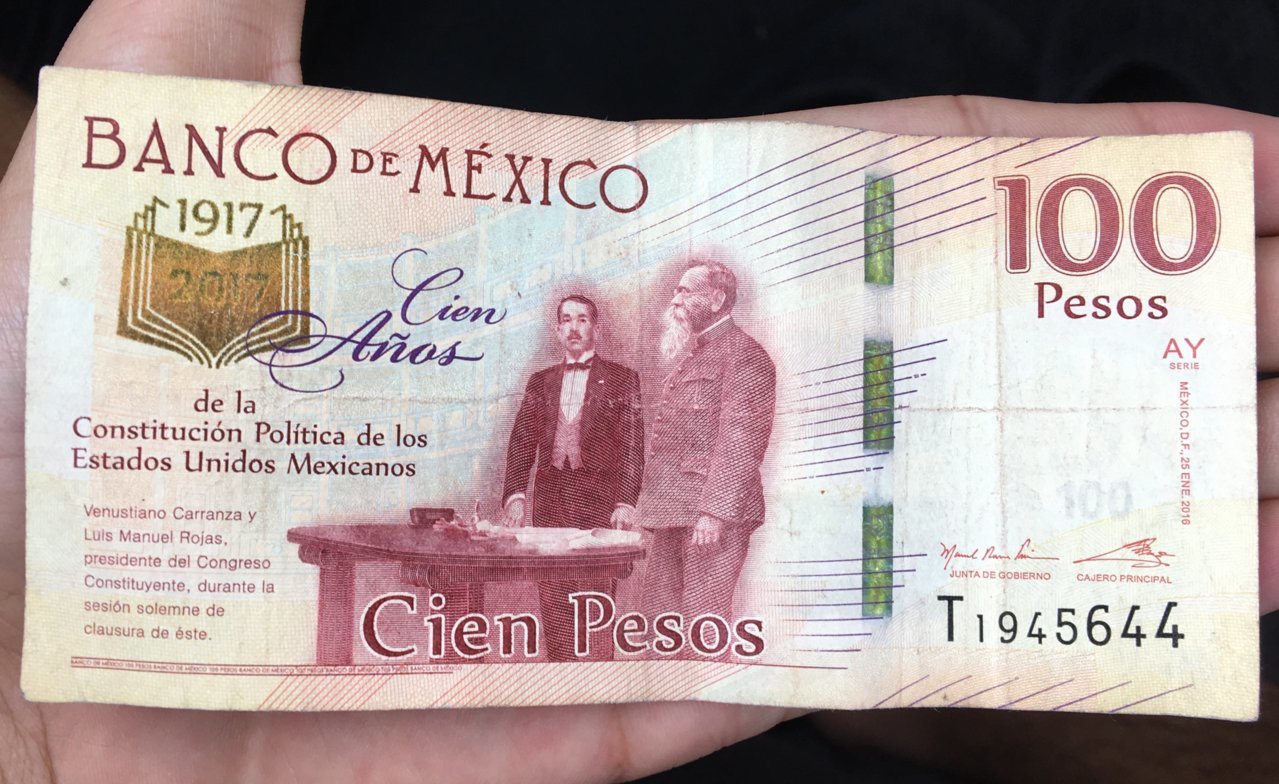 BANCO DE MÉXICO
1917
2017
Cien
Años
de la
Constitución Política de los
Estados Unidos Mexicanos
Venustiano Carranza y
Luis Manuel Rojas,
presidente del Congreso
Constituyente, durante la
sesión solemne de
clausura de éste.
Cien Pesos
100
Pesos
AY
SERIE
MÉXICO, D.F., 25 ENE. 2016
100
JUNTA DE GOBIERNO
CAJERO PRINCIPAL
T1945644